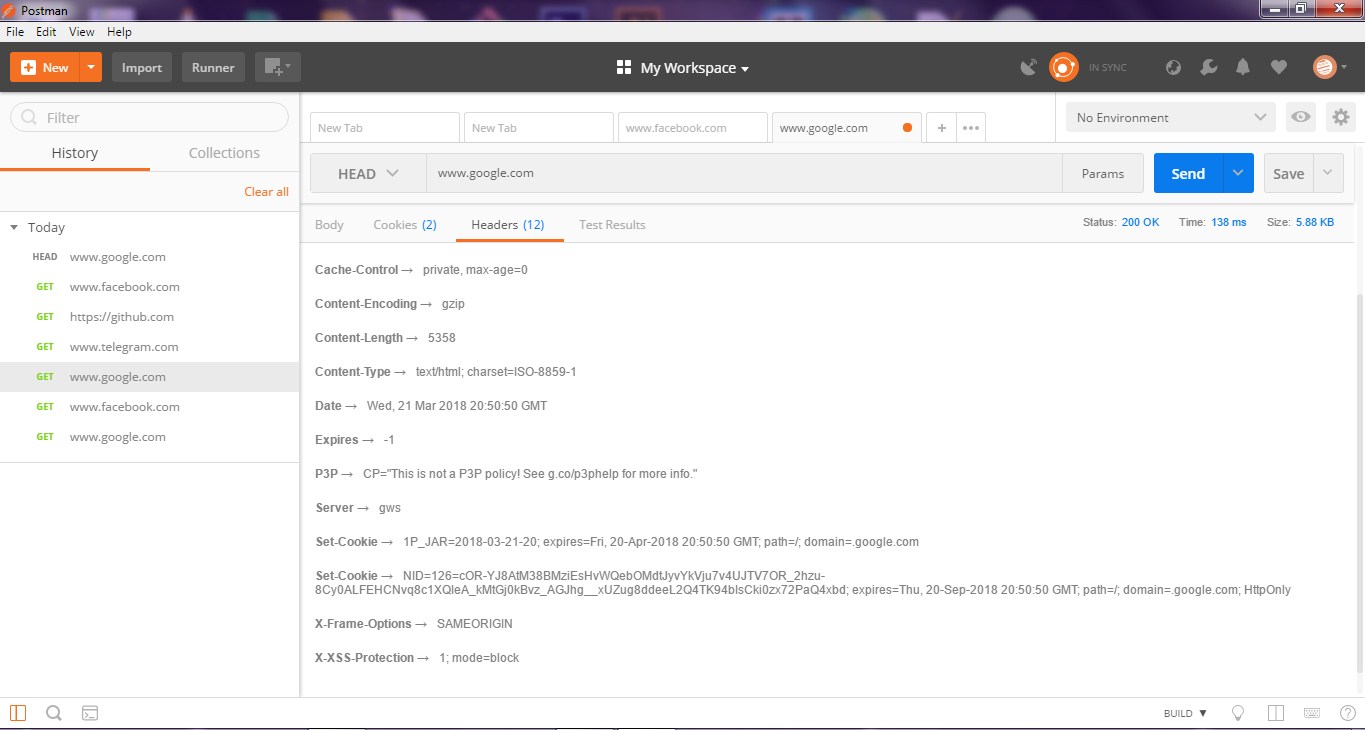 Postman
File Edit View Help
New Import Runner My Workspace IN SYNC
Filter
History Collections
Clear all
Today
HEAD www.google.com
GET www.facebook.com
GET https://github.com
GET www.telegram.com
GET www.google.com
GET www.facebook.com
GET www.google.com
New Tab New Tab www.facebook.com www.google.com + ••• No Environment
HEAD www.google.com Params Send Save
Body Cookies (2) Headers (12) Test Results Status: 200 OK Time: 138 ms Size: 5.88 KB
Cache-Control → private, max-age=0
Content-Encoding → gzip
Content-Length → 5358
Content-Type → text/html; charset=ISO-8859-1
Date → Wed, 21 Mar 2018 20:50:50 GMT
Expires → -1
P3P → CP="This is not a P3P policy! See g.co/p3phelp for more info."
Server → gws
Set-Cookie → 1P_JAR=2018-03-21-20; expires=Fri, 20-Apr-2018 20:50:50 GMT; path=/; domain=.google.com
Set-Cookie → NID=126=cOR-YJ8AtM38BMziEsHvWQebOMdtJyvYkVju7v4UJTV7OR_2hzu-
8Cy0ALFEHCNvq8c1XQIeA_kMtGj0kBvz_AGJhg__xUZug8ddeeL2Q4TK94blsCki0zx72PaQ4xbd; expires=Thu, 20-Sep-2018 20:50:50 GMT; path=/; domain=.google.com; HttpOnly
X-Frame-Options → SAMEORIGIN
X-XSS-Protection → 1; mode=block
BUILD